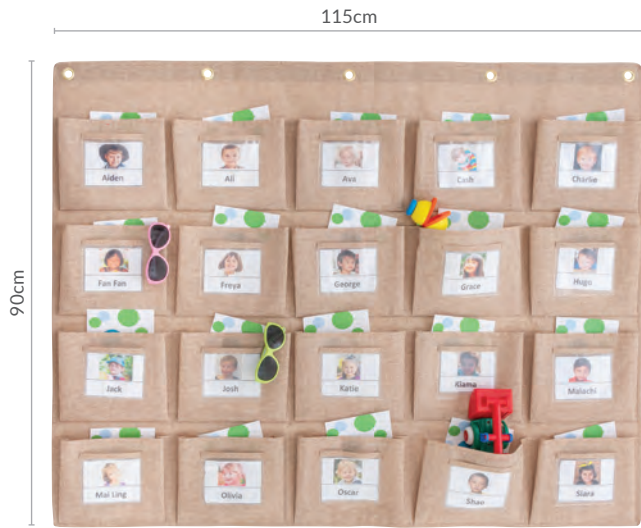 115cm
90cm
Aiden
Ali
Ava
Cash
Charlie
Fan Fan
Freya
George
Grace
Hugo
Jack
Josh
Katie
Kiama
Malachi
Mai Ling
Olivia
Oscar
Shan
Siara